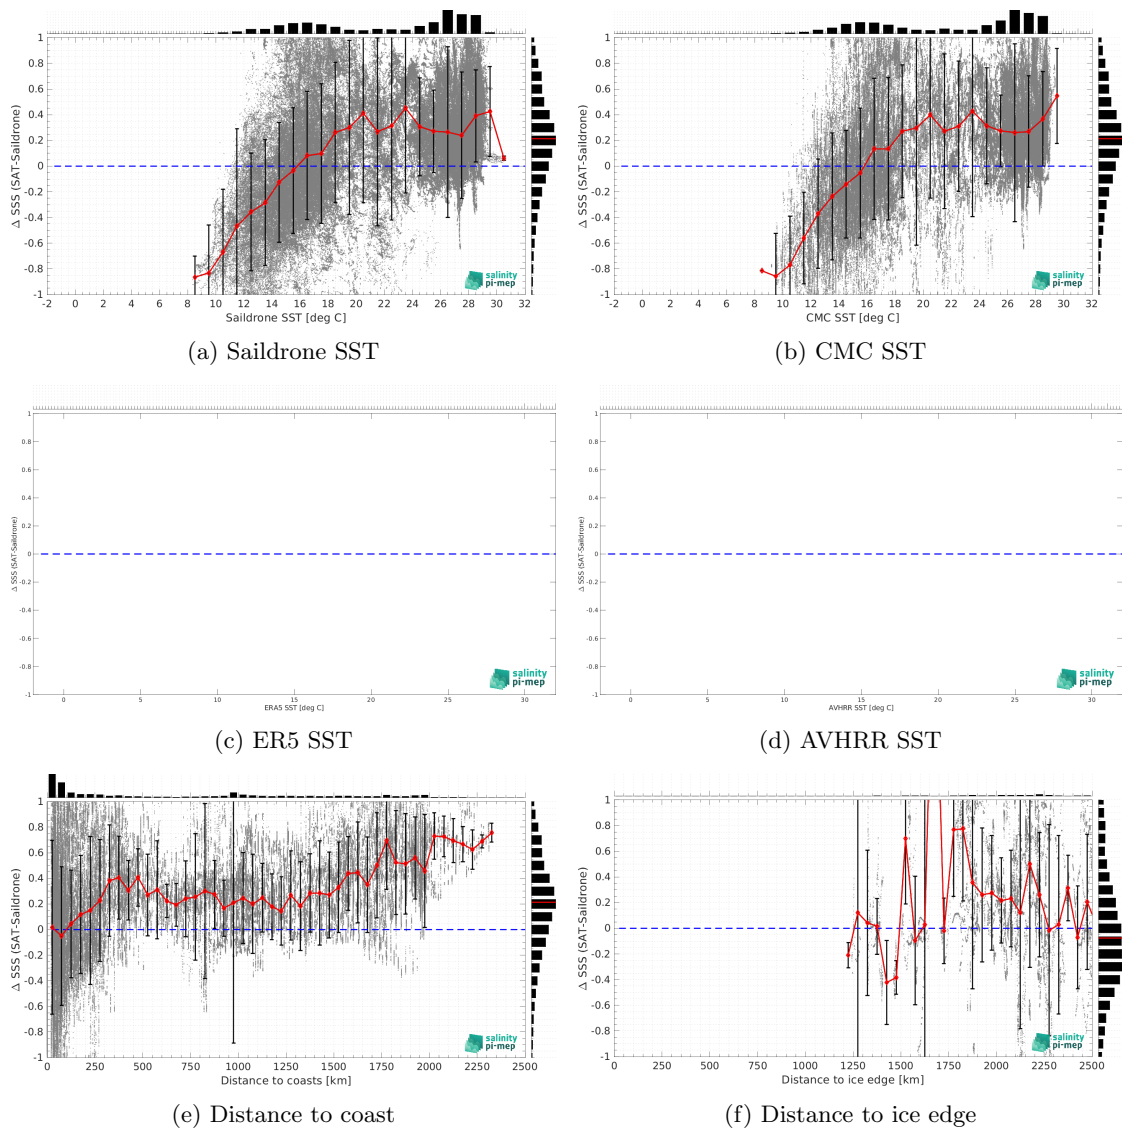 1
0.8
0.6
0.4
0.2
0
-0.2
-0.4
-0.6
-0.8
-1
Δ SSS (SAT-Saildrone)
-2 0 2 4 6 8 10 12 14 16 18 20 22 24 26 28 30 32
Saildrone SST [deg C]
salinity
pi-mep
(a) Saildrone SST
1
0.8
0.6
0.4
0.2
0
-0.2
-0.4
-0.6
-0.8
-1
Δ SSS (SAT-Saildrone)
-2 0 2 4 6 8 10 12 14 16 18 20 22 24 26 28 30 32
CMC SST [deg C]
salinity
pi-mep
(b) CMC SST
1
0.8
0.6
0.4
0.2
0
-0.2
-0.4
-0.6
-0.8
-1
Δ SSS (SAT-Saildrone)
0 5 10 15 20 25 30
ERA5 SST [deg C]
salinity
pi-mep
(c) ER5 SST
1
0.8
0.6
0.4
0.2
0
-0.2
-0.4
-0.6
-0.8
-1
Δ SSS (SAT-Saildrone)
0 5 10 15 20 25 30
AVHRR SST [deg C]
salinity
pi-mep
(d) AVHRR SST
1
0.8
0.6
0.4
0.2
0
-0.2
-0.4
-0.6
-0.8
-1
Δ SSS (SAT-Saildrone)
0 250 500 750 1000 1250 1500 1750 2000 2250 2500
Distance to coasts [km]
salinity
pi-mep
(e) Distance to coast
1
0.8
0.6
0.4
0.2
0
-0.2
-0.4
-0.6
-0.8
-1
Δ SSS (SAT-Saildrone)
0 250 500 750 1000 1250 1500 1750 2000 2250 2500
Distance to ice edge [km]
salinity
pi-mep
(f) Distance to ice edge